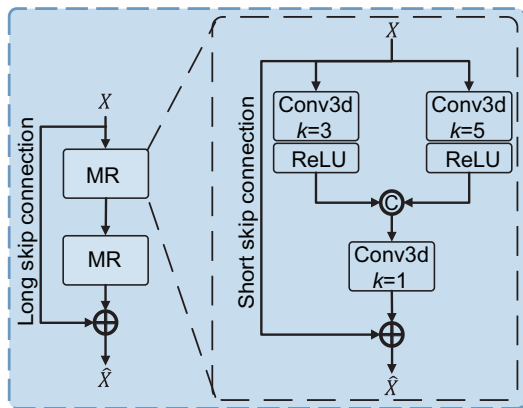 X
Long skip connection
MR
MR
X̂
X
Short skip connection
Conv3d
k=3
ReLU
Conv3d
k=5
ReLU
C
Conv3d
k=1
X̂